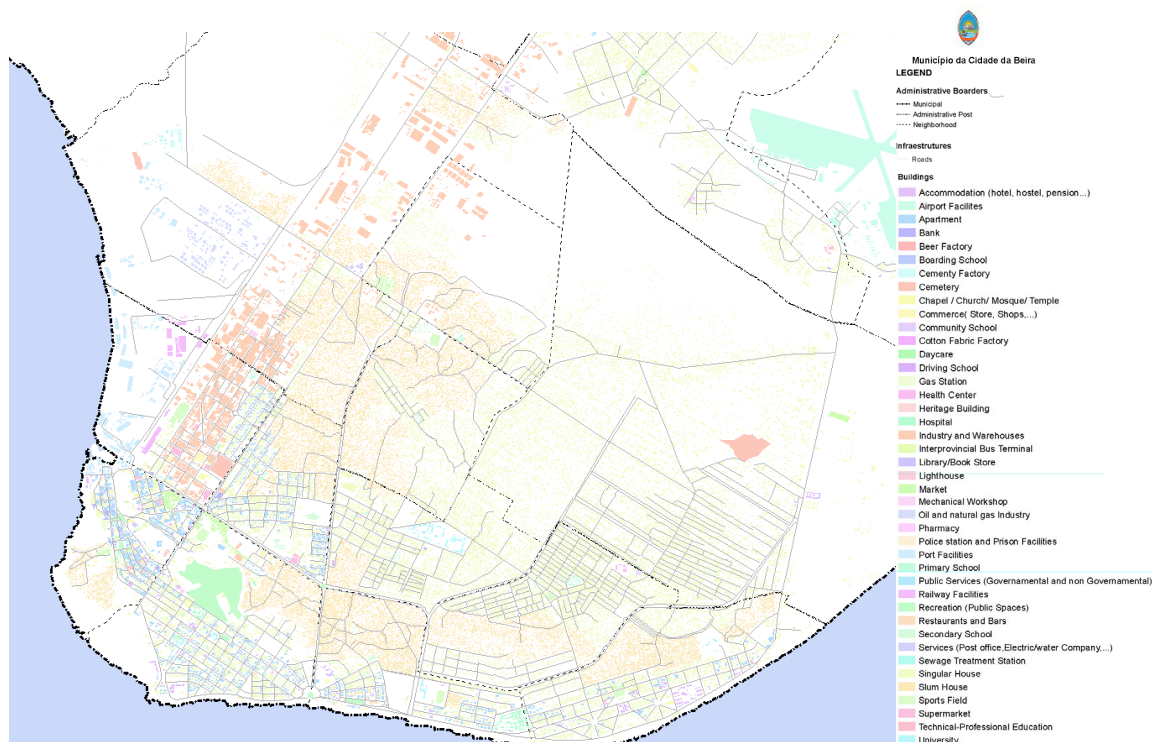 Município da Cidade da Beira
LEGEND
Administrative Boarders
Municipal
Administrative Post
Neighborhood
Infraestrutures
Roads
Buildings
Accommodation (hotel, hostel, pension...)
Airport Facilites
Apartment
Bank
Beer Factory
Boarding School
Cementy Factory
Cemetery
Chapel / Church/ Mosque/ Temple
Commerce( Store, Shops,...)
Community School
Cotton Fabric Factory
Daycare
Driving School
Gas Station
Health Center
Heritage Building
Hospital
Industry and Warehouses
Interprovincial Bus Terminal
Library/Book Store
Lighthouse
Market
Mechanical Workshop
Oil and natural gas Industry
Pharmacy
Police station and Prison Facilities
Port Facilities
Primary School
Public Services (Governamental and non Governamental)
Railway Facilities
Recreation (Public Spaces)
Restaurants and Bars
Secondary School
Services (Post office,Electric/water Company,...)
Sewage Treatment Station
Singular House
Slum House
Sports Field
Supermarket
Technical-Professional Education
University